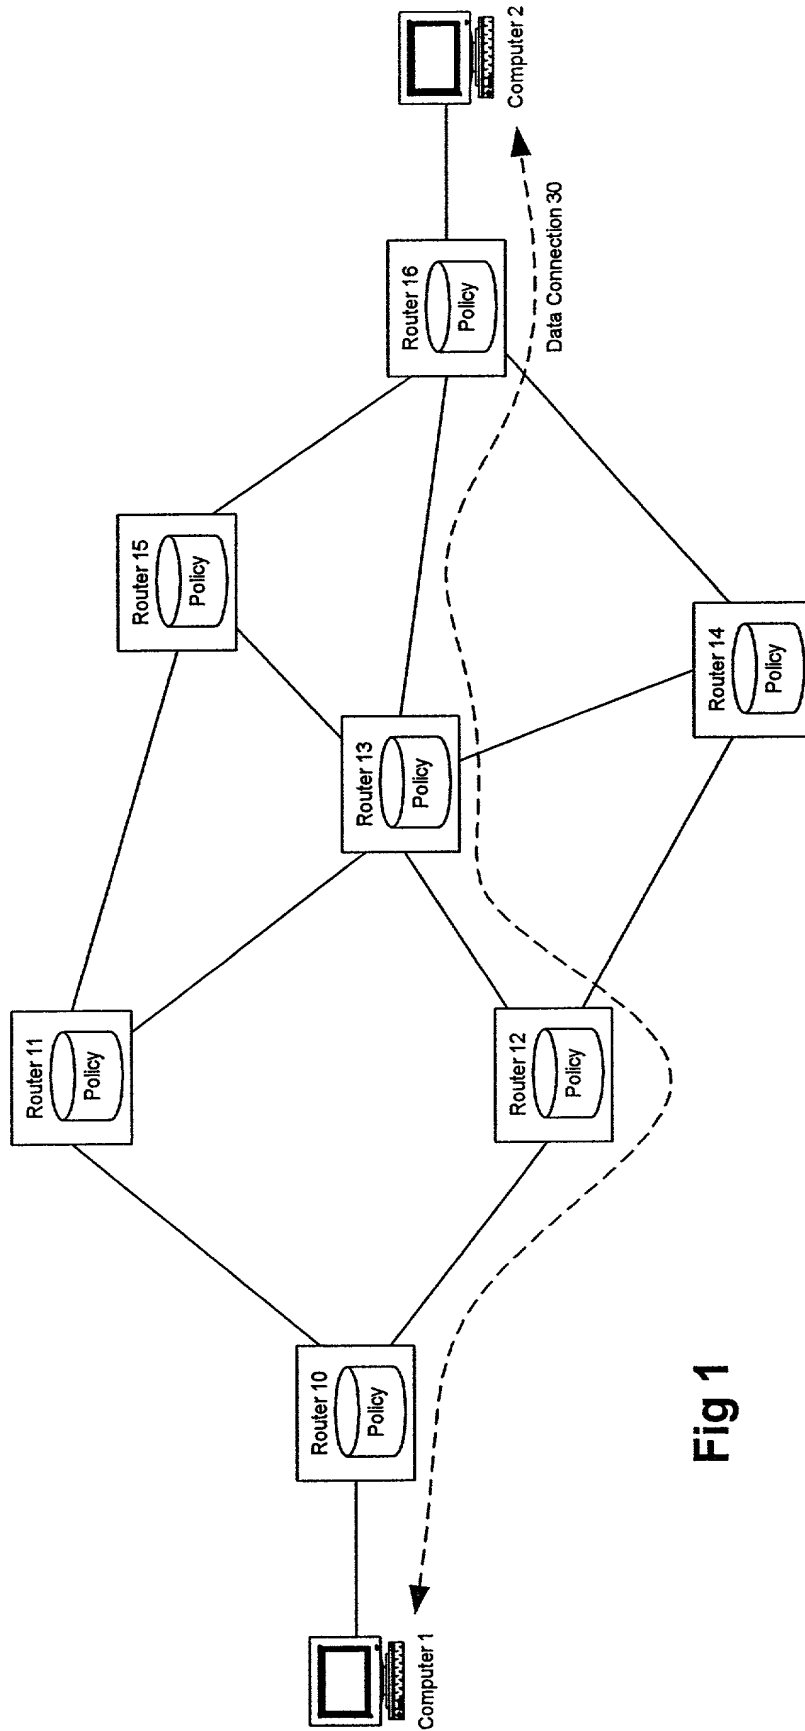 Computer 1
Router 10
Policy
Router 11
Policy
Router 12
Policy
Router 13
Policy
Router 14
Policy
Router 15
Policy
Router 16
Policy
Data Connection 30
Computer 2
Fig 1